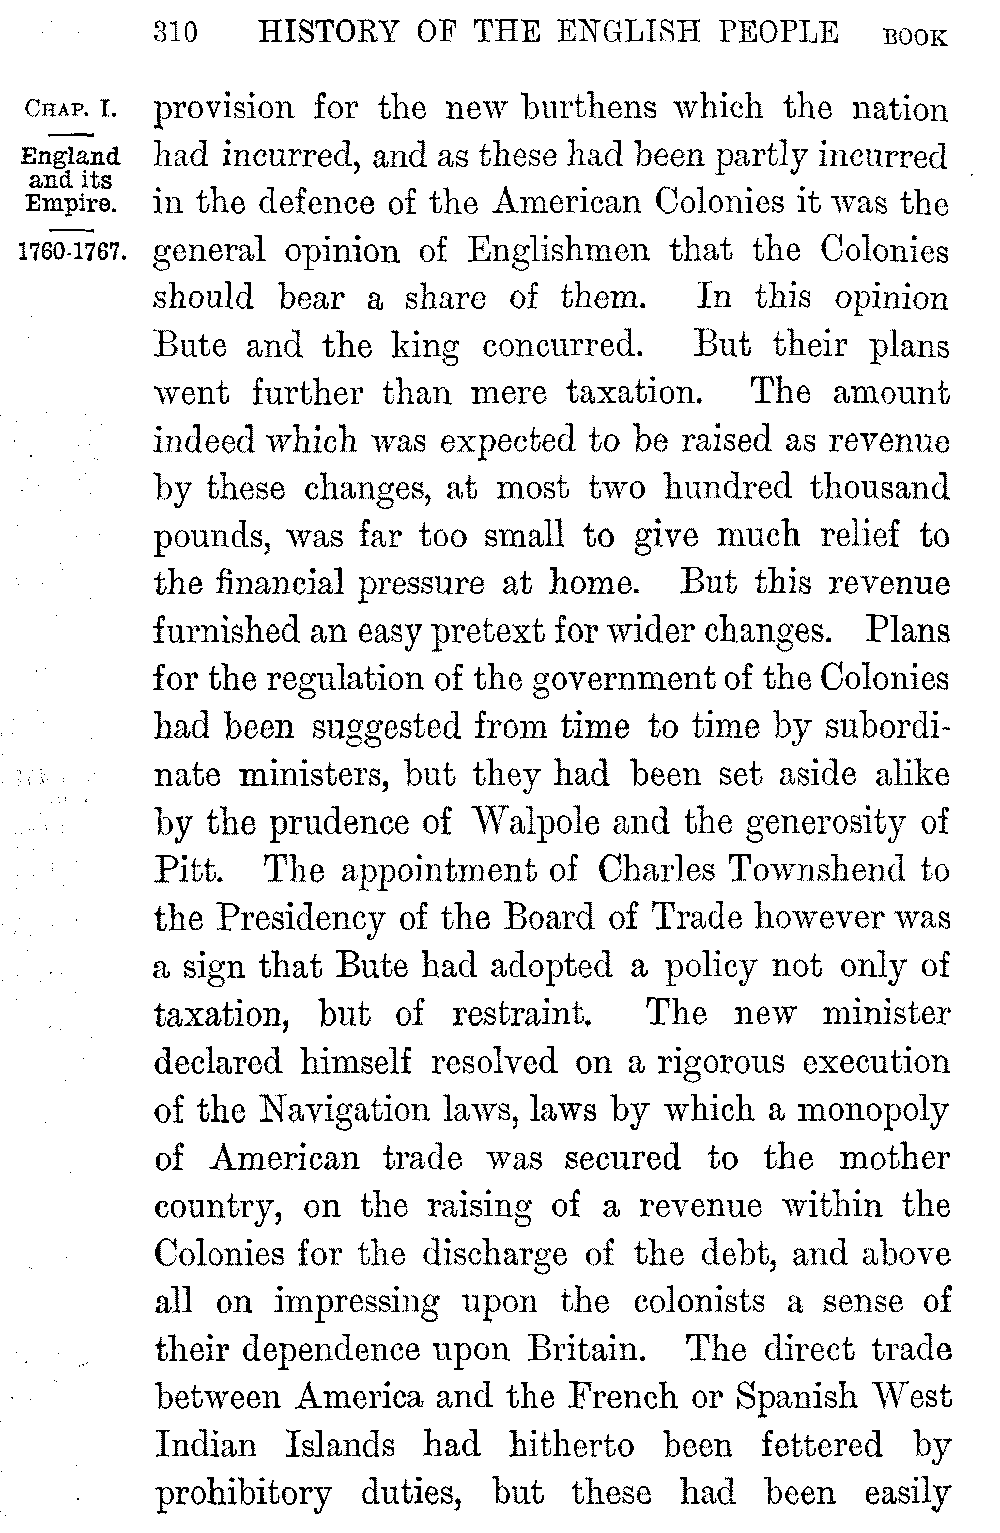 310 HISTORY OF THE ENGLISH PEOPLE BOOK
CHAP. I.
England
and its
Empire.
1760-1767.
provision for the new burthens which the nation
had incurred, and as these had been partly incurred
in the defence of the American Colonies it was the
general opinion of Englishmen that the Colonies
should bear a share of them. In this opinion
Bute and the king concurred. But their plans
went further than mere taxation. The amount
indeed which was expected to be raised as revenue
by these changes, at most two hundred thousand
pounds, was far too small to give much relief to
the financial pressure at home. But this revenue
furnished an easy pretext for wider changes. Plans
for the regulation of the government of the Colonies
had been suggested from time to time by subordi-
nate ministers, but they had been set aside alike
by the prudence of Walpole and the generosity of
Pitt. The appointment of Charles Townshend to
the Presidency of the Board of Trade however was
a sign that Bute had adopted a policy not only of
taxation, but of restraint. The new minister
declared himself resolved on a rigorous execution
of the Navigation laws, laws by which a monopoly
of American trade was secured to the mother
country, on the raising of a revenue within the
Colonies for the discharge of the debt, and above
all on impressing upon the colonists a sense of
their dependence upon Britain. The direct trade
between America and the French or Spanish West
Indian Islands had hitherto been fettered by
prohibitory duties, but these had been easily